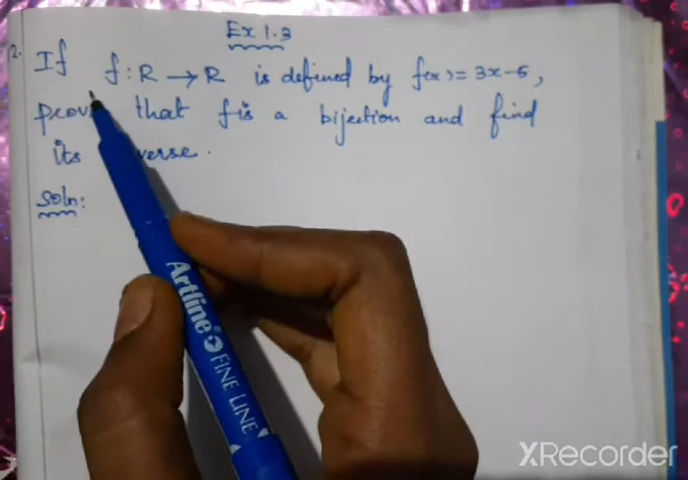 Ex 1.3
2. If f : R → R is defined by f(x) = 3x-5,
that f is a bijection and find
its
Soln:
Artline
FINE LINE
XRecorder